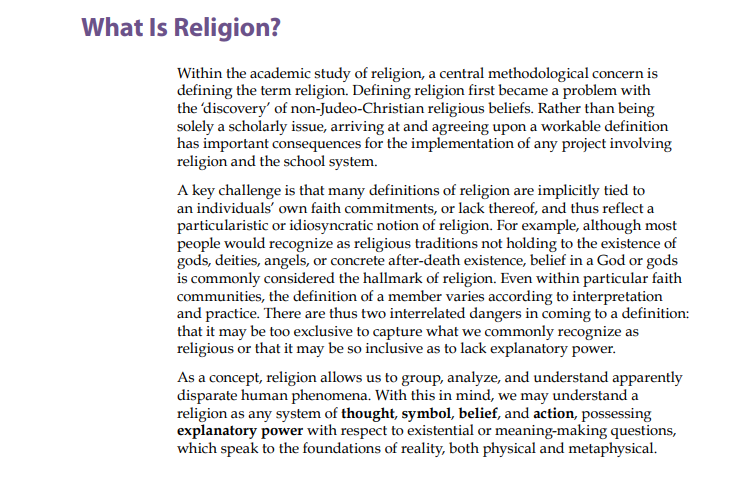 What Is Religion?
Within the academic study of religion, a central methodological concern is
defining the term religion. Defining religion first became a problem with
the ‘discovery’ of non-Judeo-Christian religious beliefs. Rather than being
solely a scholarly issue, arriving at and agreeing upon a workable definition
has important consequences for the implementation of any project involving
religion and the school system.
A key challenge is that many definitions of religion are implicitly tied to
an individuals’ own faith commitments, or lack thereof, and thus reflect a
particularistic or idiosyncratic notion of religion. For example, although most
people would recognize as religious traditions not holding to the existence of
gods, deities, angels, or concrete after-death existence, belief in a God or gods
is commonly considered the hallmark of religion. Even within particular faith
communities, the definition of a member varies according to interpretation
and practice. There are thus two interrelated dangers in coming to a definition:
that it may be too exclusive to capture what we commonly recognize as
religious or that it may be so inclusive as to lack explanatory power.
As a concept, religion allows us to group, analyze, and understand apparently
disparate human phenomena. With this in mind, we may understand a
religion as any system of thought, symbol, belief, and action, possessing
explanatory power with respect to existential or meaning-making questions,
which speak to the foundations of reality, both physical and metaphysical.